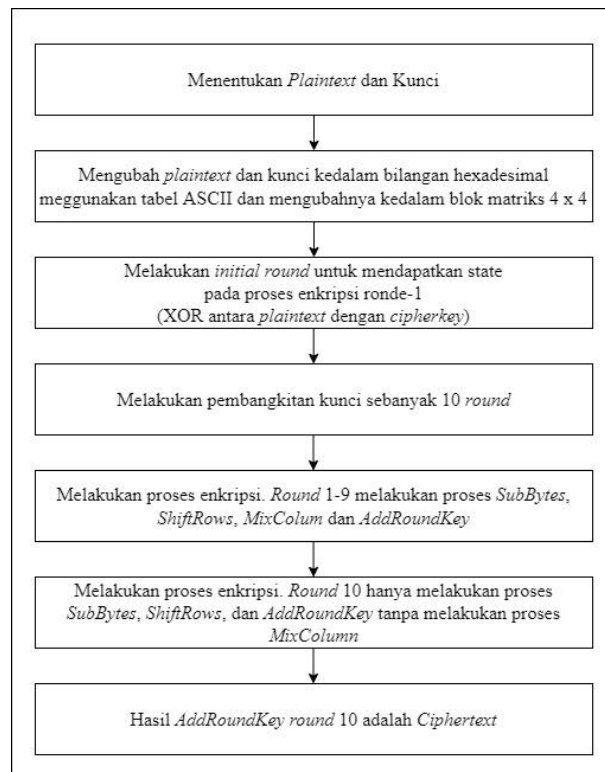 Menentukan Plaintext dan Kunci
Mengubah plaintext dan kunci kedalam bilangan hexadesimal
meggunakan tabel ASCII dan mengubahnya kedalam blok matriks 4 x 4
Melakukan initial round untuk mendapatkan state
pada proses enkripsi ronde-1
(XOR antara plaintext dengan cipherkey)
Melakukan pembangkitan kunci sebanyak 10 round
Melakukan proses enkripsi. Round 1-9 melakukan proses SubBytes,
ShiftRows, MixColum dan AddRoundKey
Melakukan proses enkripsi. Round 10 hanya melakukan proses
SubBytes, ShiftRows, dan AddRoundKey tanpa melakukan proses
MixColumn
Hasil AddRoundKey round 10 adalah Ciphertext